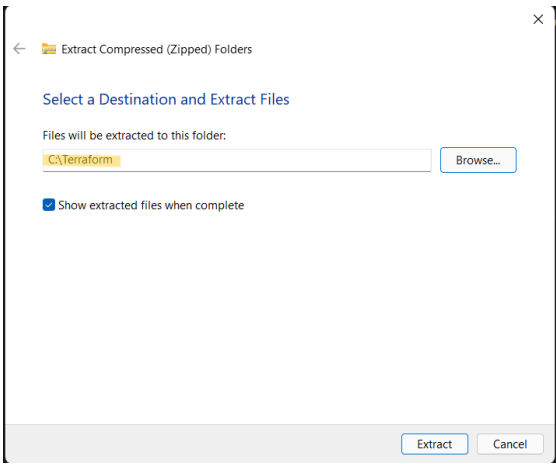 Extract Compressed (Zipped) Folders
Select a Destination and Extract Files
Files will be extracted to this folder:
C:\Terraform
Browse...
Show extracted files when complete
Extract
Cancel